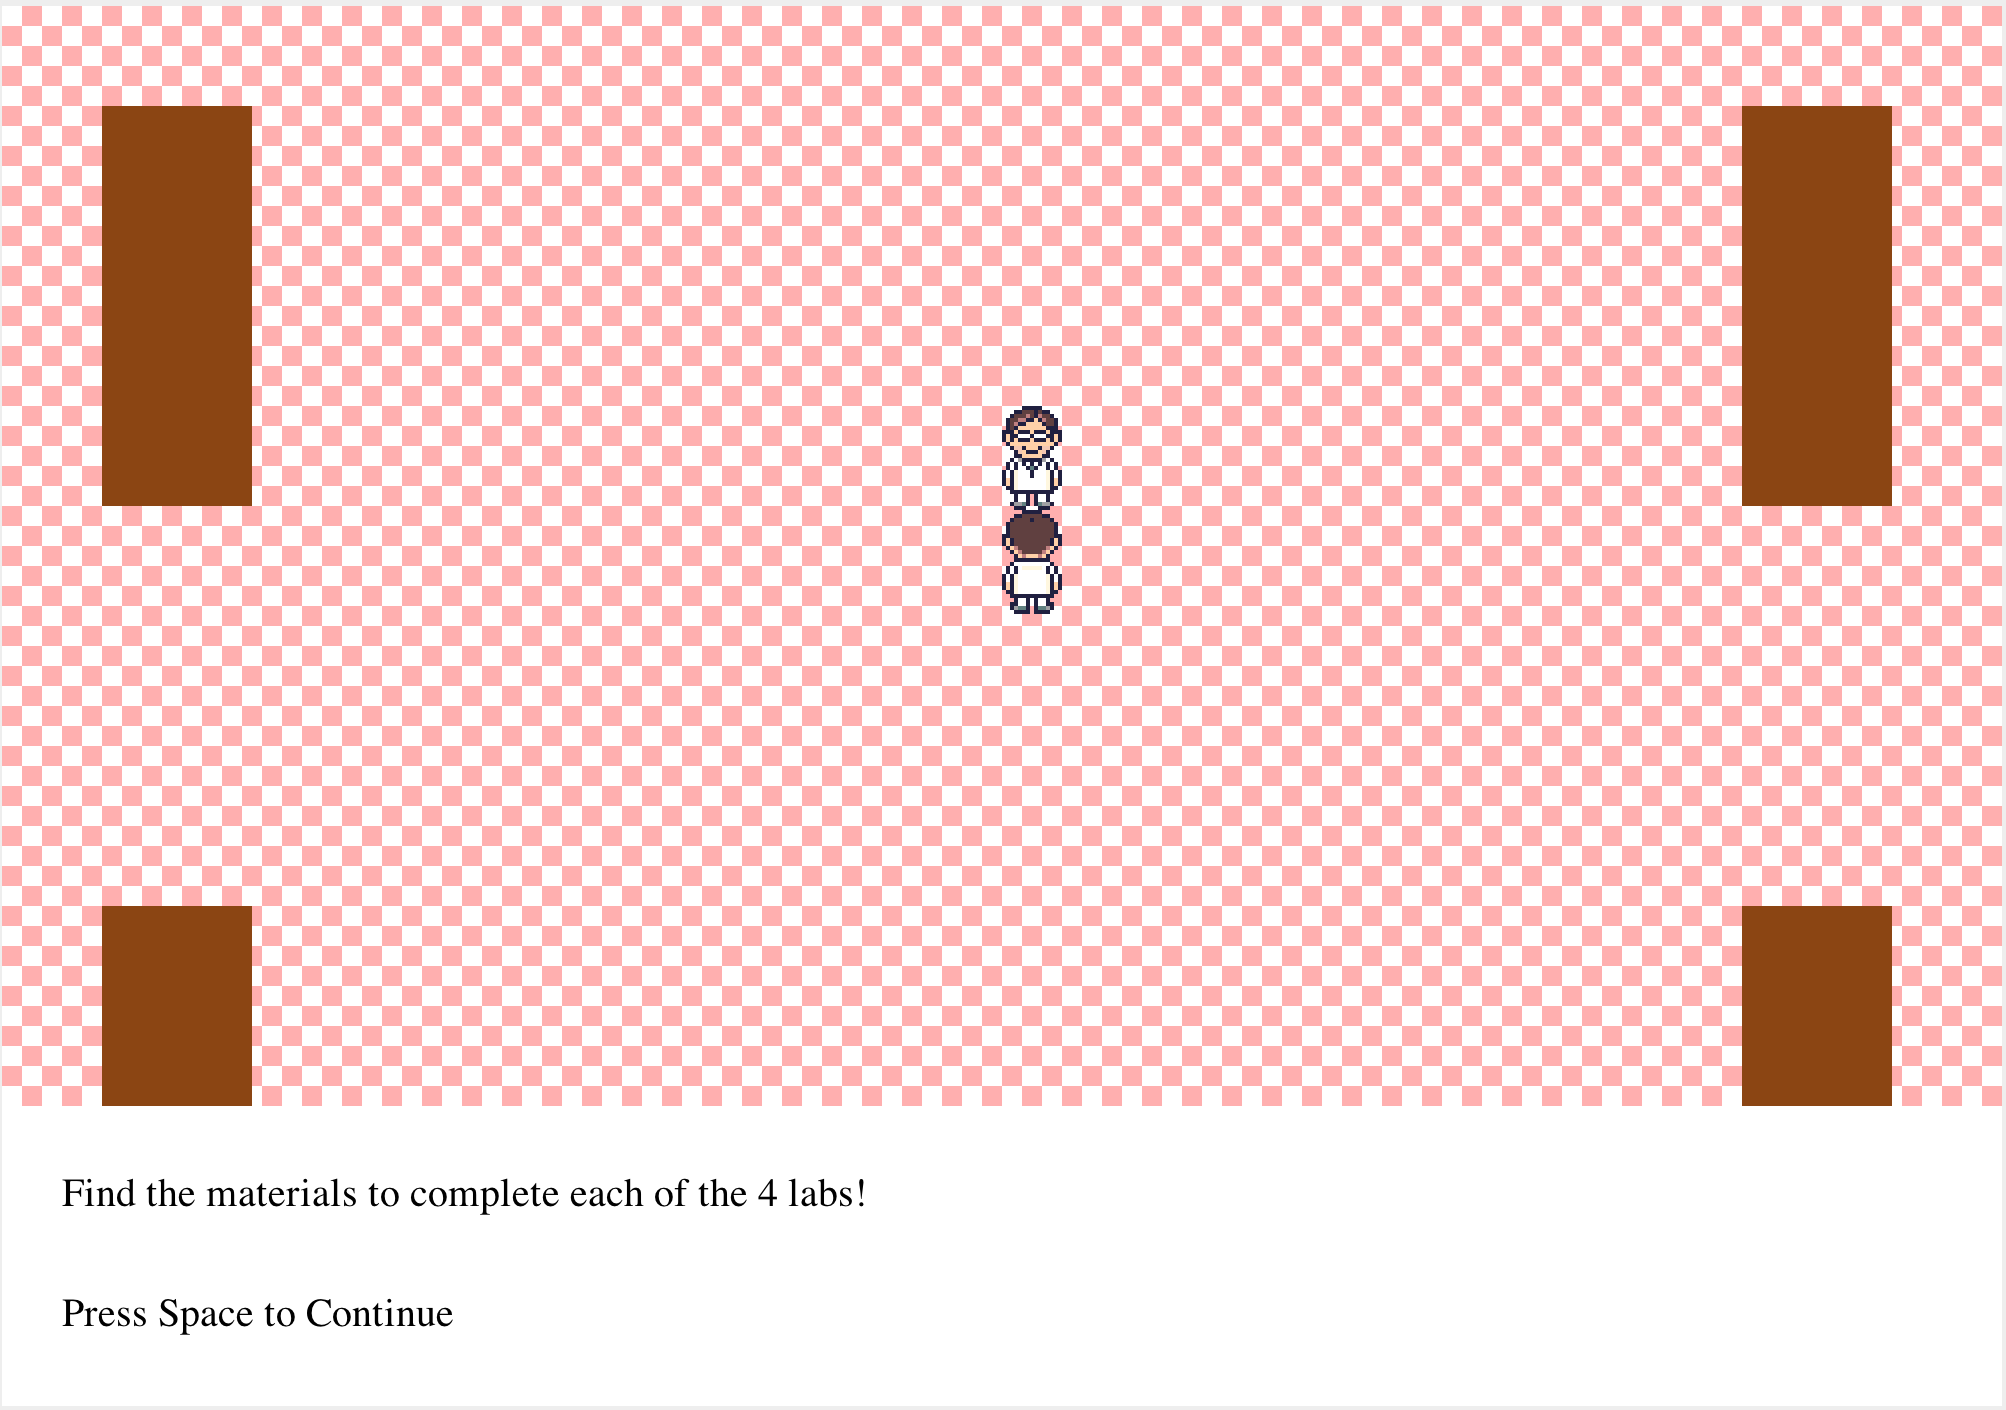 Find the materials to complete each of the 4 labs!
Press Space to Continue